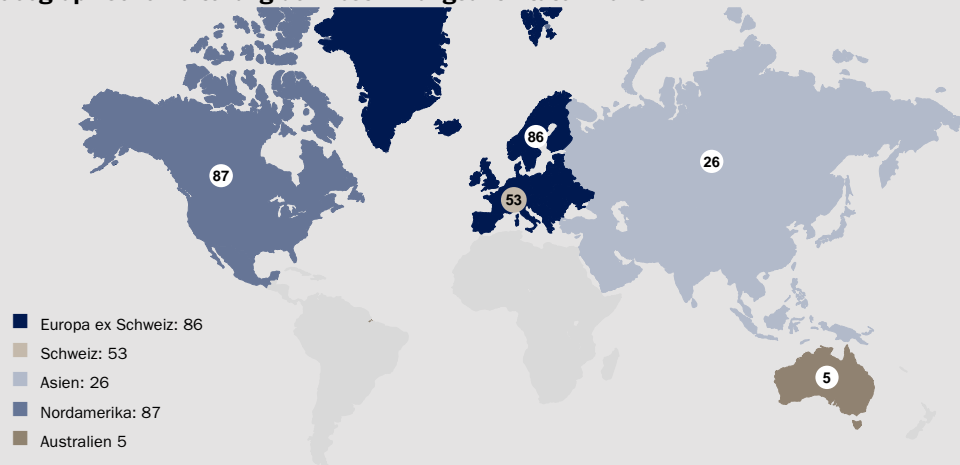 87
86
26
53
5
Europa ex Schweiz: 86
Schweiz: 53
Asien: 26
Nordamerika: 87
Australien 5